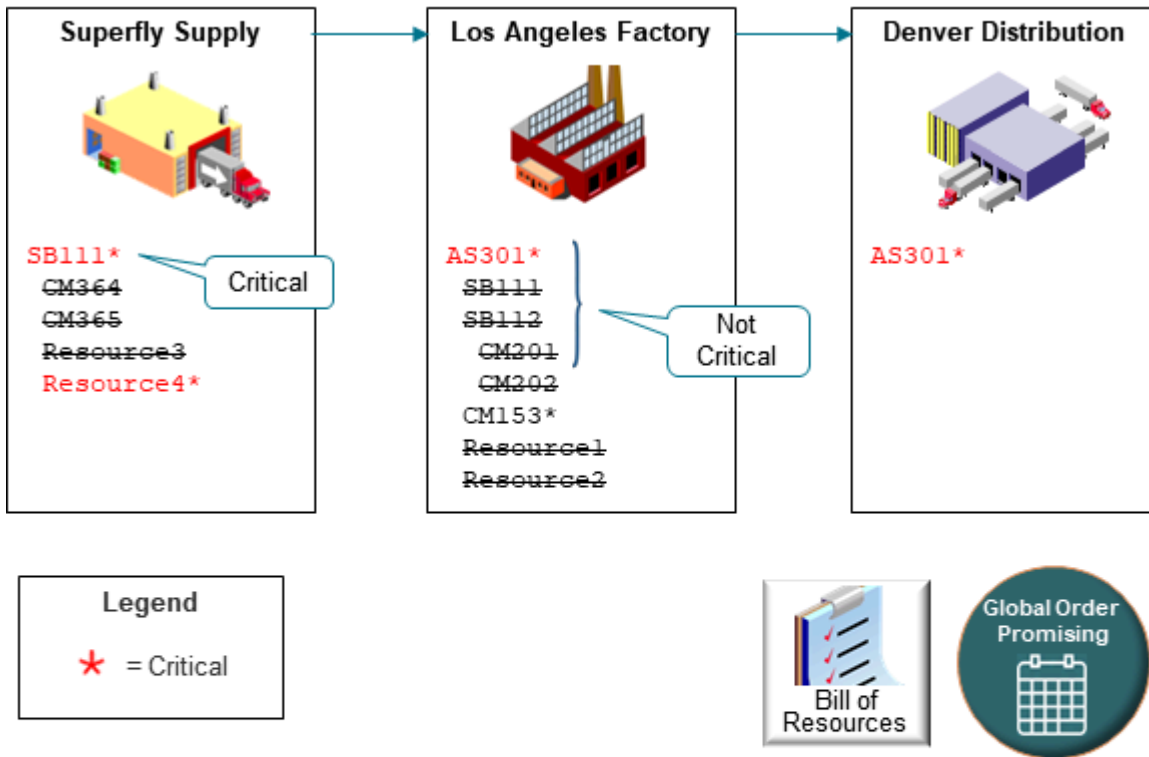 Superfly Supply
SB111*
CM364
CM365
Resource3
Resource4*
Critical
Los Angeles Factory
AS301*
SB111
SB112
CM201
CM202
CM153*
Resource1
Resource2
Not
Critical
Denver Distribution
AS301*
Legend
* = Critical
Bill of
Resources
Global Order
Promising